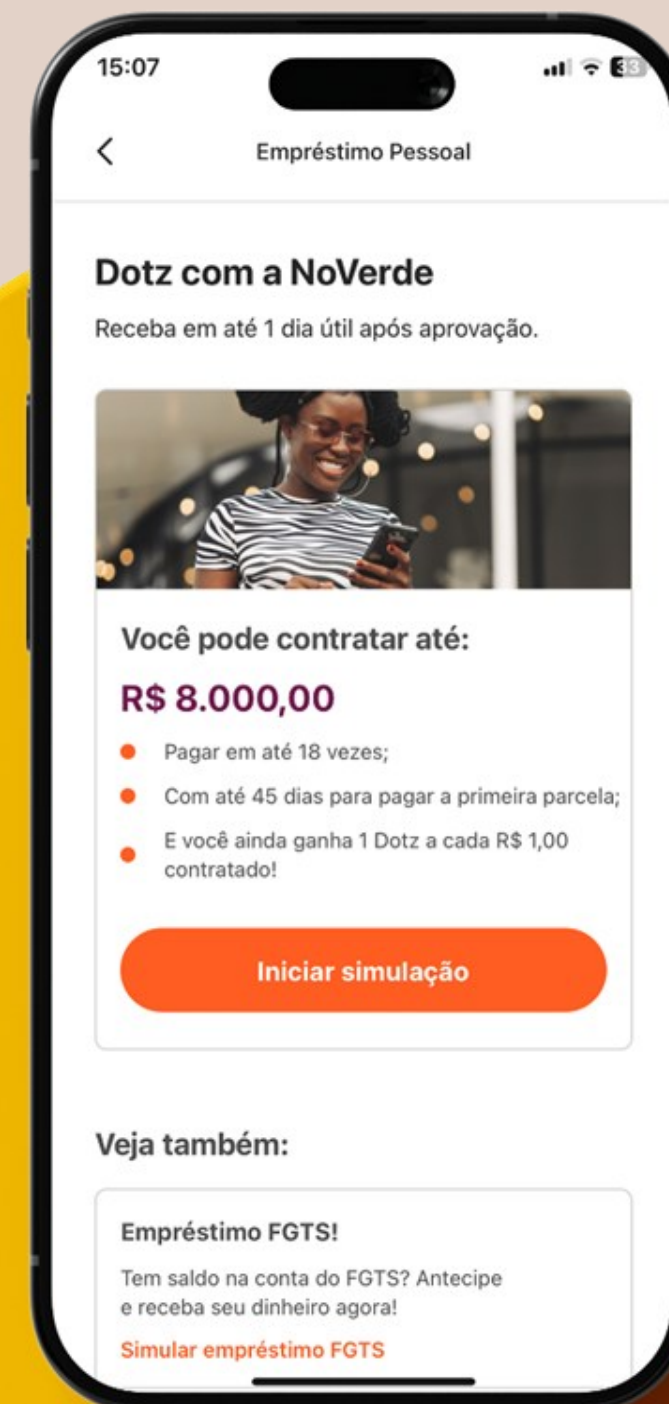 15:07
33
Empréstimo Pessoal
Dotz com a NoVerde
Receba em até 1 dia útil após aprovação.
Você pode contratar até:
R$ 8.000,00
Pagar em até 18 vezes;
Com até 45 dias para pagar a primeira parcela;
E você ainda ganha 1 Dotz a cada R$ 1,00
contratado!
Iniciar simulação
Veja também:
Empréstimo FGTS!
Tem saldo na conta do FGTS? Antecipe
e receba seu dinheiro agora!
Simular empréstimo FGTS